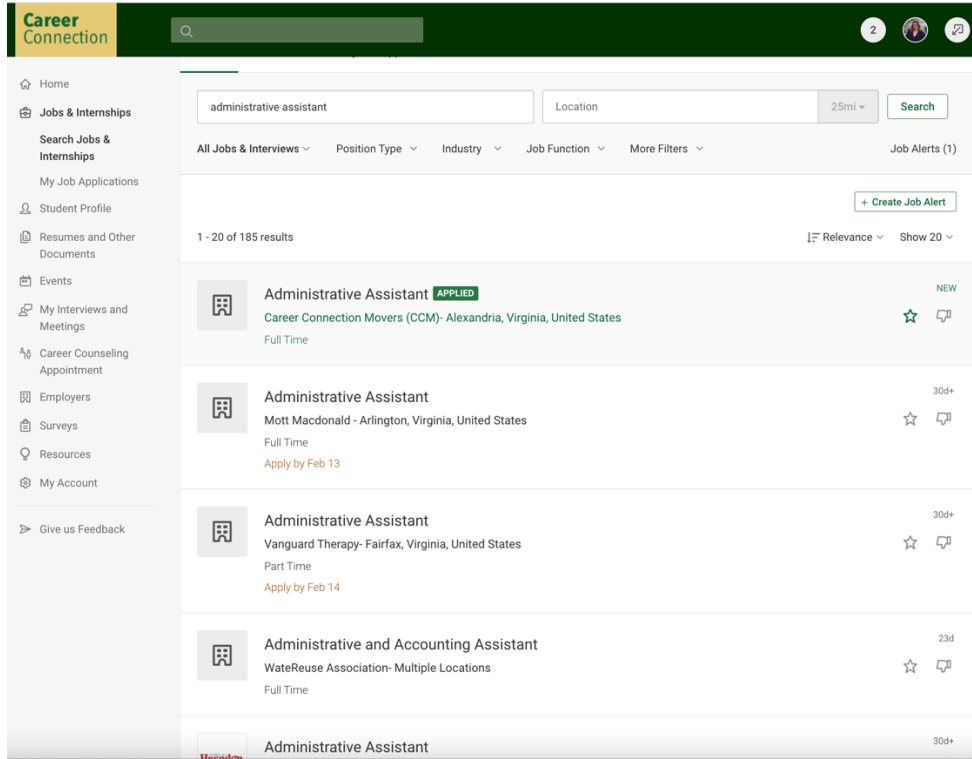 Career
Connection
2
Home
Jobs & Internships
Search Jobs &
Internships
My Job Applications
Student Profile
Resumes and Other
Documents
Events
My Interviews and
Meetings
Career Counseling
Appointment
Employers
Surveys
Resources
My Account
Give us Feedback
administrative assistant
Location
25mi
Search
All Jobs & Interviews
Position Type
Industry
Job Function
More Filters
Job Alerts (1)
+ Create Job Alert
1 - 20 of 185 results
Relevance
Show 20
Administrative Assistant APPLIED
NEW
Career Connection Movers (CCM)- Alexandria, Virginia, United States
Full Time
Administrative Assistant
30d+
Mott Macdonald - Arlington, Virginia, United States
Full Time
Apply by Feb 13
Administrative Assistant
30d+
Vanguard Therapy- Fairfax, Virginia, United States
Part Time
Apply by Feb 14
Administrative and Accounting Assistant
23d
WateReuse Association- Multiple Locations
Full Time
Administrative Assistant
30d+
Herndon